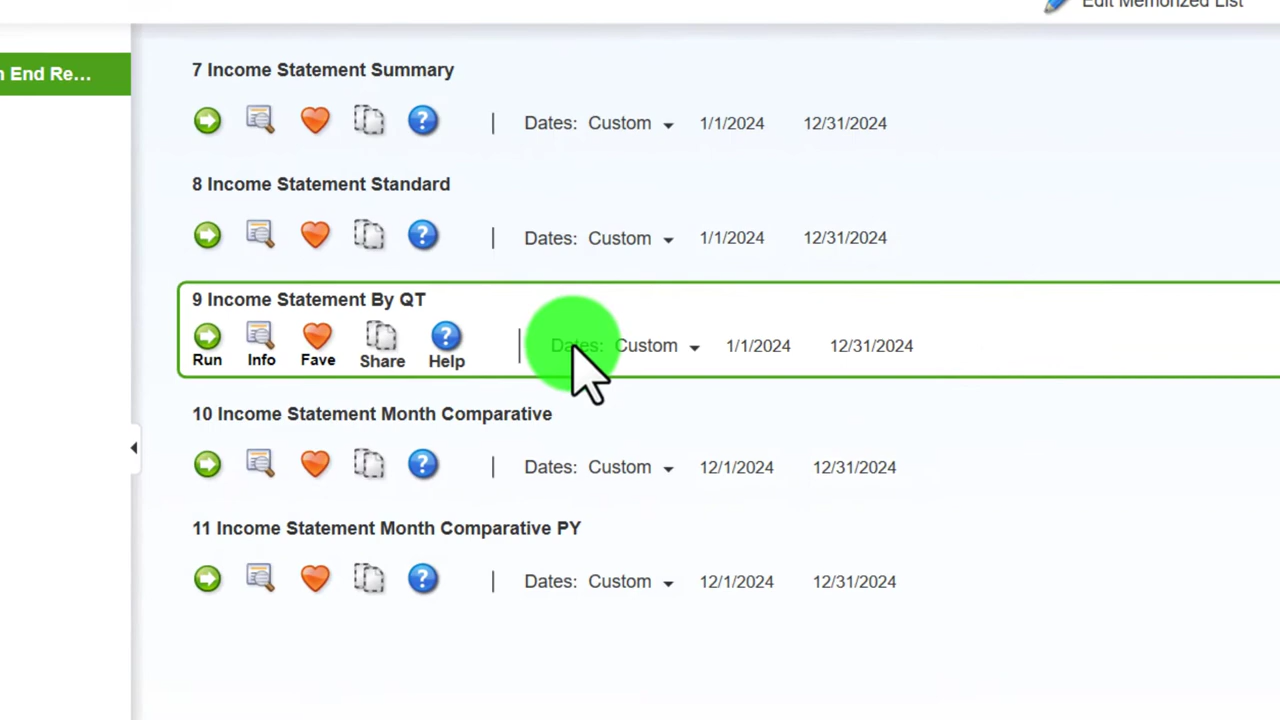 Edit Memorized List
n End Re...
7 Income Statement Summary
| Dates: Custom 1/1/2024 12/31/2024
8 Income Statement Standard
| Dates: Custom 1/1/2024 12/31/2024
9 Income Statement By QT
Run Info Fave Share Help | Dates: Custom 1/1/2024 12/31/2024
10 Income Statement Month Comparative
| Dates: Custom 12/1/2024 12/31/2024
11 Income Statement Month Comparative PY
| Dates: Custom 12/1/2024 12/31/2024